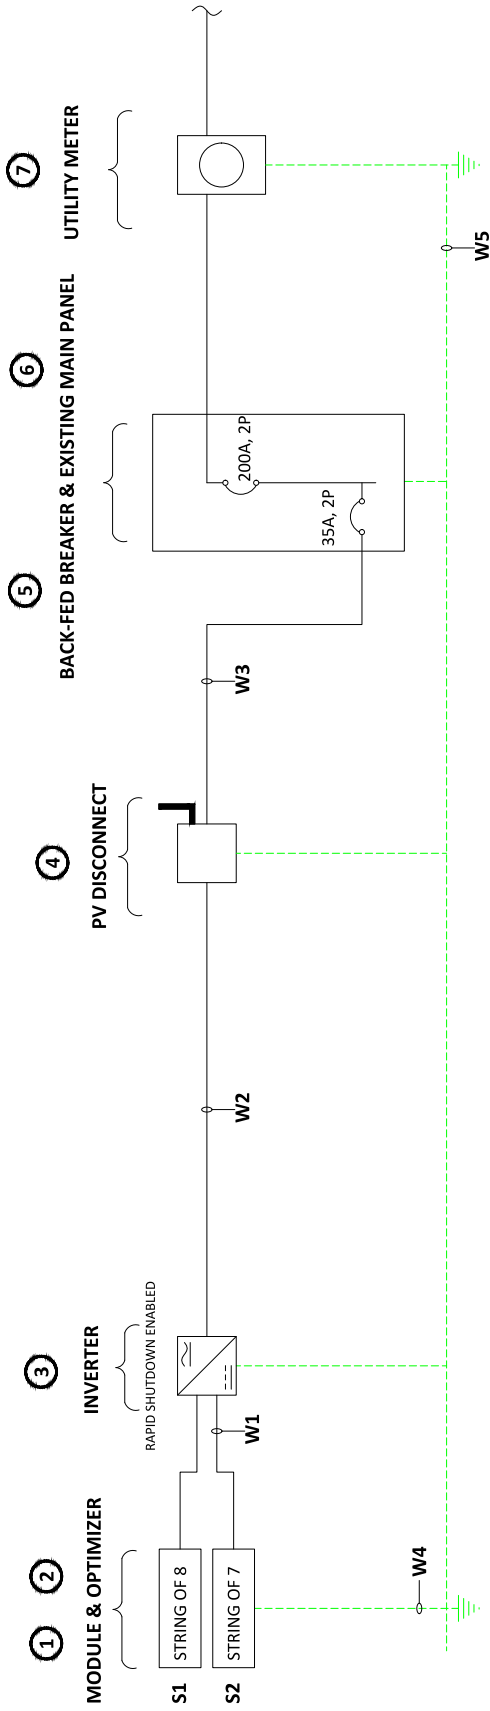 1
2
MODULE & OPTIMIZER
S1
STRING OF 8
S2
STRING OF 7
W1
3
INVERTER
RAPID SHUTDOWN ENABLED
W2
4
PV DISCONNECT
W3
5
6
BACK-FED BREAKER & EXISTING MAIN PANEL
35A, 2P
200A, 2P
7
UTILITY METER
W4
W5